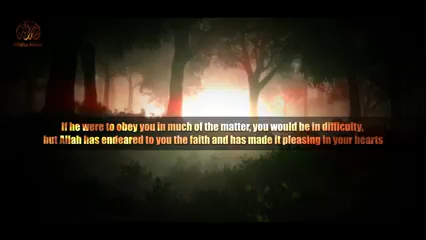 If he were to obey you in much of the matter, you would be in difficulty,
but Allah has endeared to you the faith and has made it pleasing in your hearts